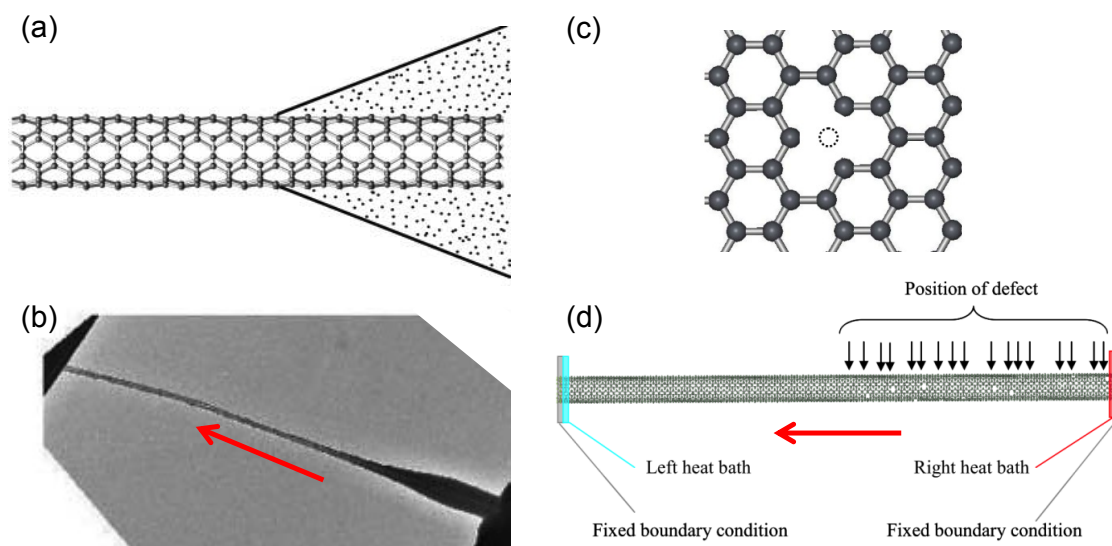 (a)
(c)
(b)
(d)
Position of defect
Left heat bath
Right heat bath
Fixed boundary condition
Fixed boundary condition